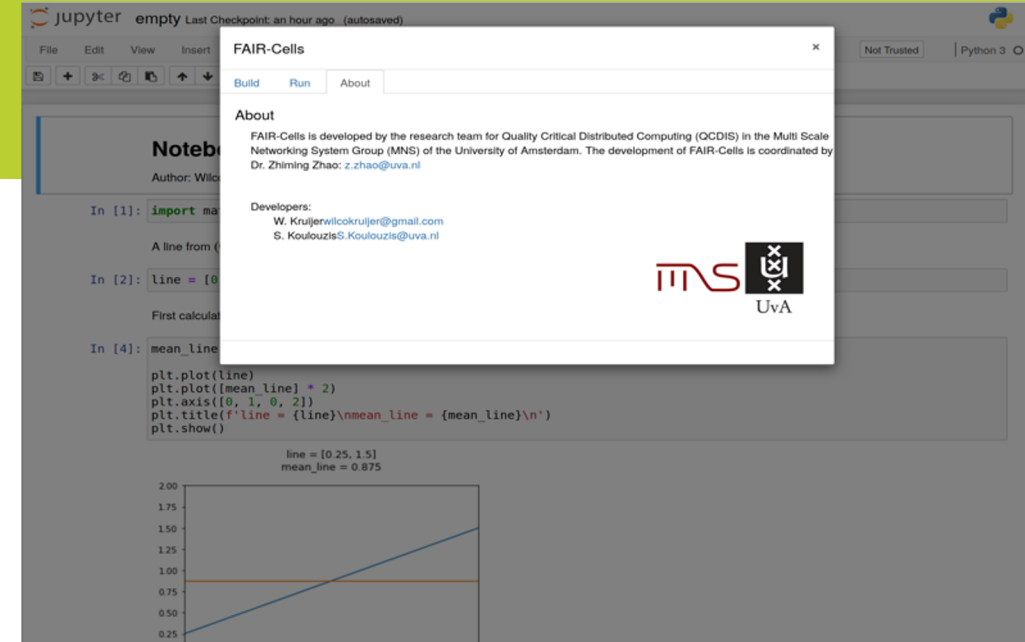 jupyter empty Last Checkpoint: an hour ago (autosaved)
File Edit View Insert Not Trusted Python 3
FAIR-Cells ×
Build Run About
About
FAIR-Cells is developed by the research team for Quality Critical Distributed Computing (QCDIS) in the Multi Scale
Networking System Group (MNS) of the University of Amsterdam. The development of FAIR-Cells is coordinated by
Dr. Zhiming Zhao: z.zhao@uva.nl
Developers:
W. Kruijerwilcokruijer@gmail.com
S. KoulouzisS.Koulouzis@uva.nl
mns
UvA
Author:
In [1]: import
A line from
In [2]: line = [0
First
In [4]: mean_line
plt.plot(line)
plt.plot([mean_line] * 2)
plt.axis([0, 1, 0, 2])
plt.title(f'line = {line}\nmean_line = {mean_line}\n')
plt.show()
line = [0.25, 1.5]
mean_line = 0.875
2.00
1.75
1.50
1.25
1.00
0.75
0.50
0.25